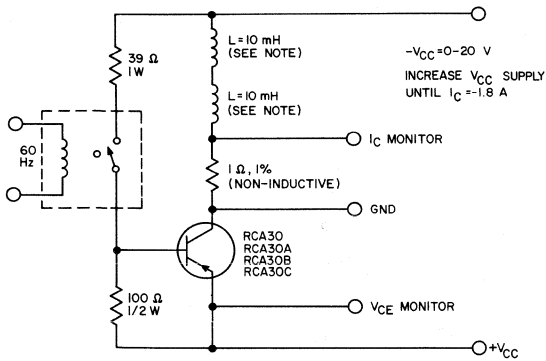 39 Ω
1W
L=10 mH
(SEE NOTE)
L=10 mH
(SEE NOTE)
-VCC=0-20 V
INCREASE VCC SUPPLY
UNTIL IC=-1.8 A
60
Hz
IC MONITOR
1 Ω, 1%
(NON-INDUCTIVE)
GND
RCA30
RCA30A
RCA30B
RCA30C
100 Ω
1/2 W
VCE MONITOR
+VCC